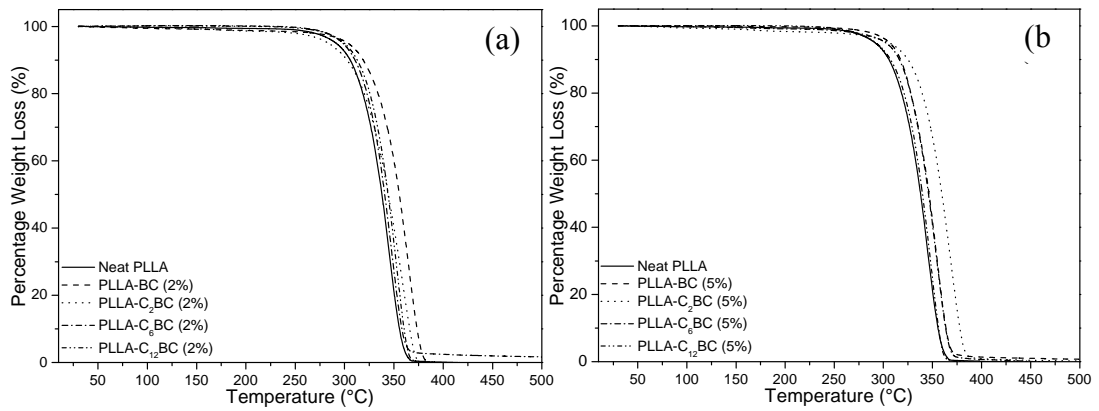 (a)
Percentage Weight Loss (%)
100
80
60
40
20
0
Neat PLLA
PLLA-BC (2%)
PLLA-C₂BC (2%)
PLLA-C₆BC (2%)
PLLA-C₁₂BC (2%)
50 100 150 200 250 300 350 400 450 500
Temperature (°C)
(b
Percentage Weight Loss (%)
100
80
60
40
20
0
Neat PLLA
PLLA-BC (5%)
PLLA-C₂BC (5%)
PLLA-C₆BC (5%)
PLLA-C₁₂BC (5%)
50 100 150 200 250 300 350 400 450 500
Temperature (°C)